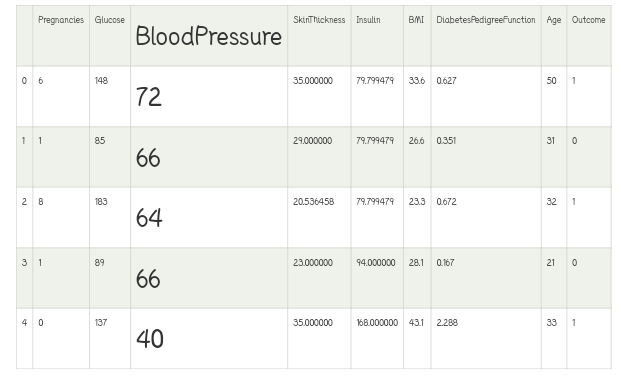 Pregnancies Glucose BloodPressure SkinThickness Insulin BMI DiabetesPedigreeFunction Age Outcome
0 6 148 72 35.000000 79.799479 33.6 0.627 50 1
1 1 85 66 29.000000 79.799479 26.6 0.351 31 0
2 8 183 64 20.536458 79.799479 23.3 0.672 32 1
3 1 89 66 23.000000 94.000000 28.1 0.167 21 0
4 0 137 40 35.000000 168.000000 43.1 2.288 33 1